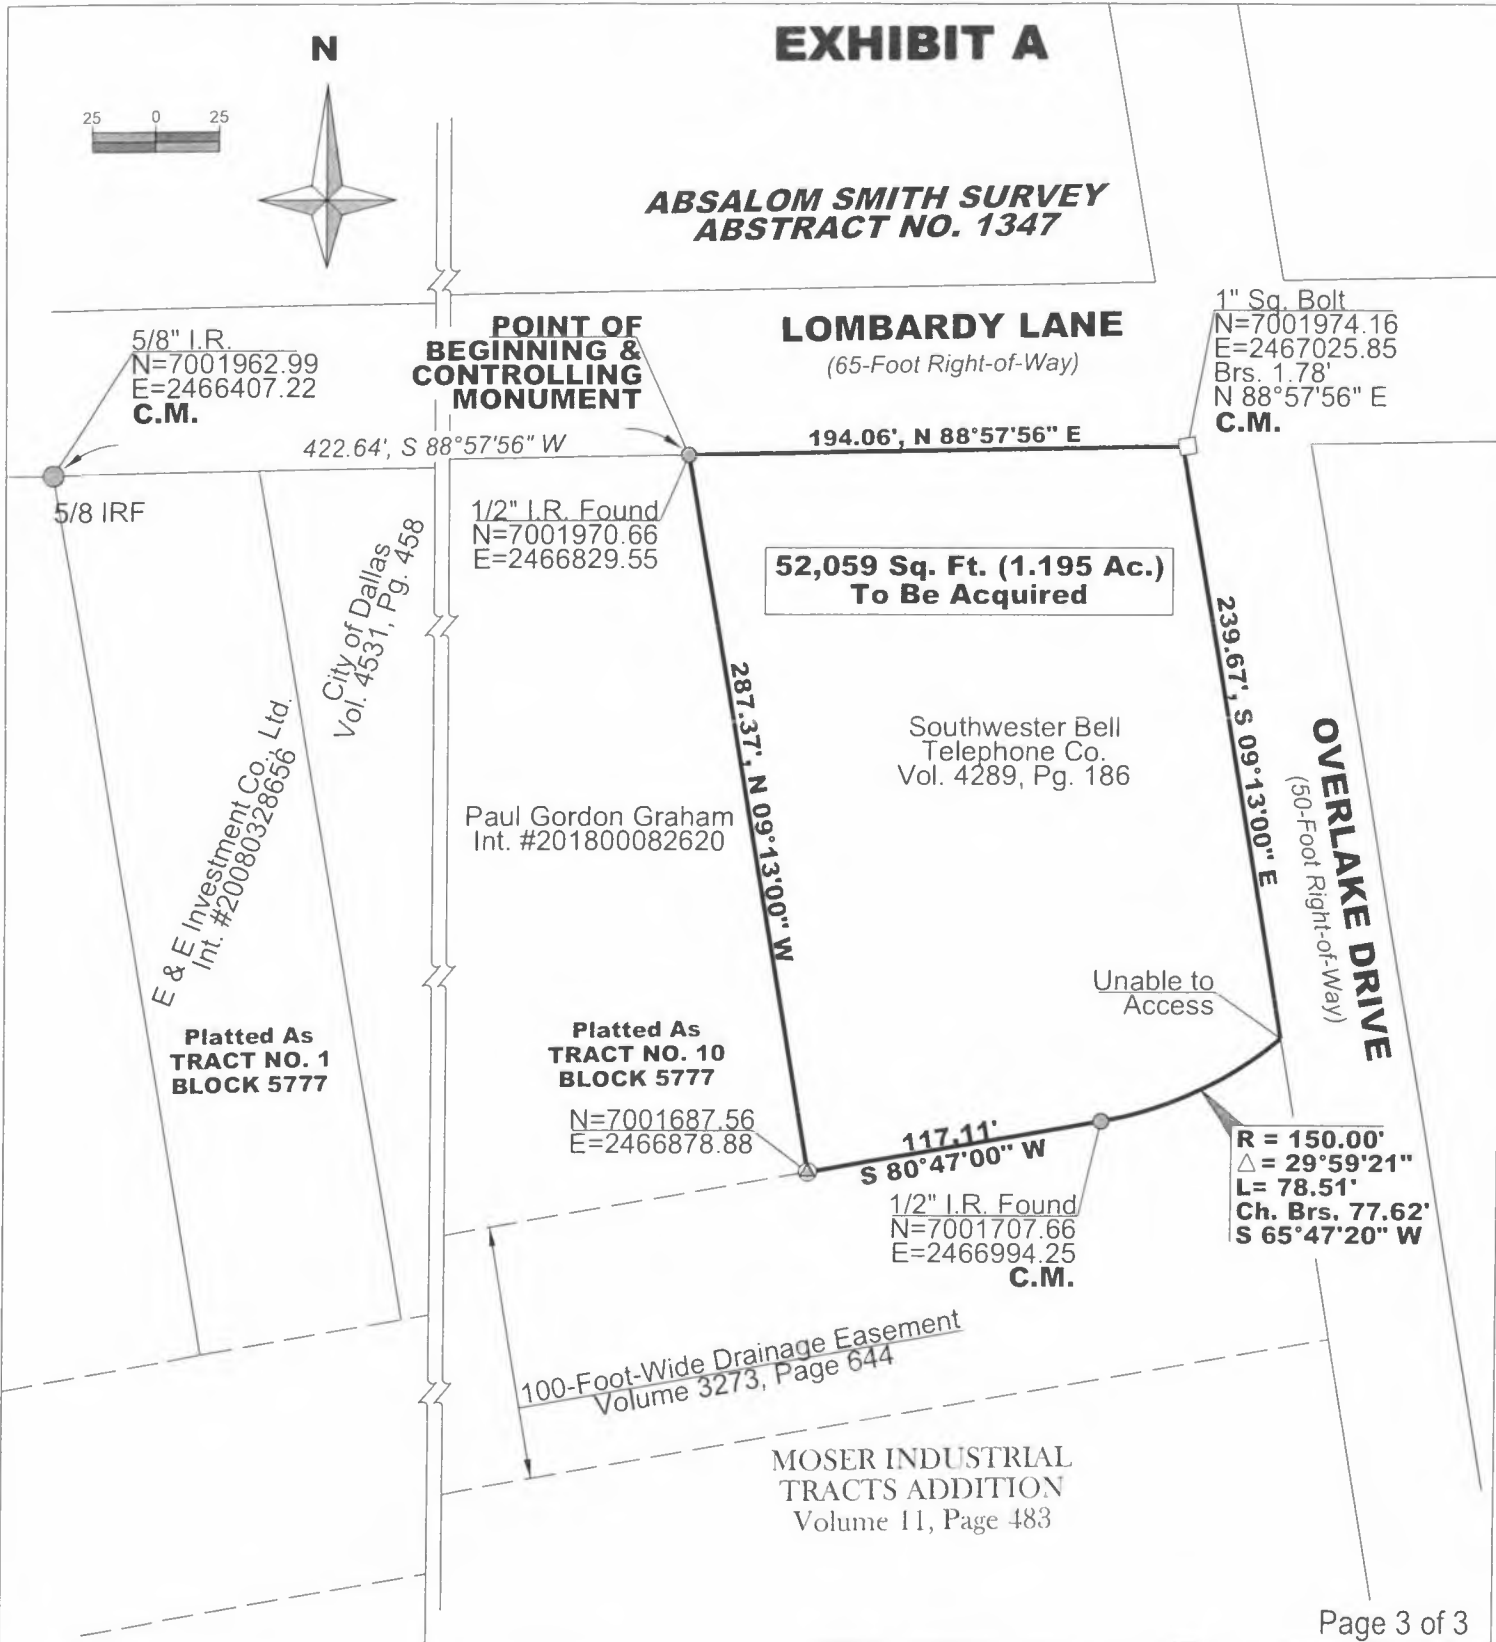 EXHIBIT A
N
25 0 25
ABSALOM SMITH SURVEY
ABSTRACT NO. 1347
5/8" I.R.
N=7001962.99
E=2466407.22
C.M.
POINT OF
BEGINNING &
CONTROLLING
MONUMENT
LOMBARDY LANE
(65-Foot Right-of-Way)
1" Sq. Bolt
N=7001974.16
E=2467025.85
Brs. 1.78'
N 88°57'56" E
C.M.
422.64', S 88°57'56" W
194.06', N 88°57'56" E
5/8 IRF
1/2" I.R. Found
N=7001970.66
E=2466829.55
52,059 Sq. Ft. (1.195 Ac.)
To Be Acquired
City of Dallas
Vol. 4531, Pg. 458
E & E Investment Co., Ltd.
Int. #20080328656
287.37', N 09°13'00" W
239.67', S 09°13'00" E
Southwester Bell
Telephone Co.
Vol. 4289, Pg. 186
OVERLAKE DRIVE
(50-Foot Right-of-Way)
Paul Gordon Graham
Int. #201800082620
Unable to
Access
Platted As
TRACT NO. 1
BLOCK 5777
Platted As
TRACT NO. 10
BLOCK 5777
N=7001687.56
E=2466878.88
117.11'
S 80°47'00" W
R = 150.00'
△ = 29°59'21"
L= 78.51'
Ch. Brs. 77.62'
S 65°47'20" W
1/2" I.R. Found
N=7001707.66
E=2466994.25
C.M.
100-Foot-Wide Drainage Easement
Volume 3273, Page 644
MOSER INDUSTRIAL
TRACTS ADDITION
Volume 11, Page 483
Page 3 of 3